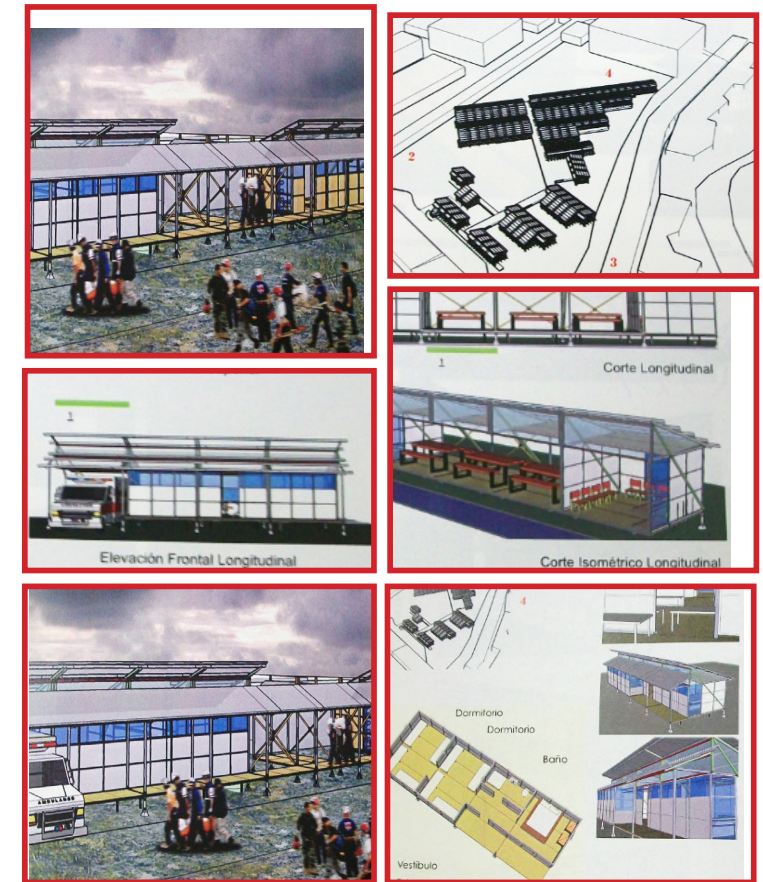 4
2
3
1
Corte Longitudinal
1
Elevación Frontal Longitudinal
Corte Isométrico Longitudinal
AMBULANCE
4
Dormitorio
Dormitorio
Baño
Vestíbulo